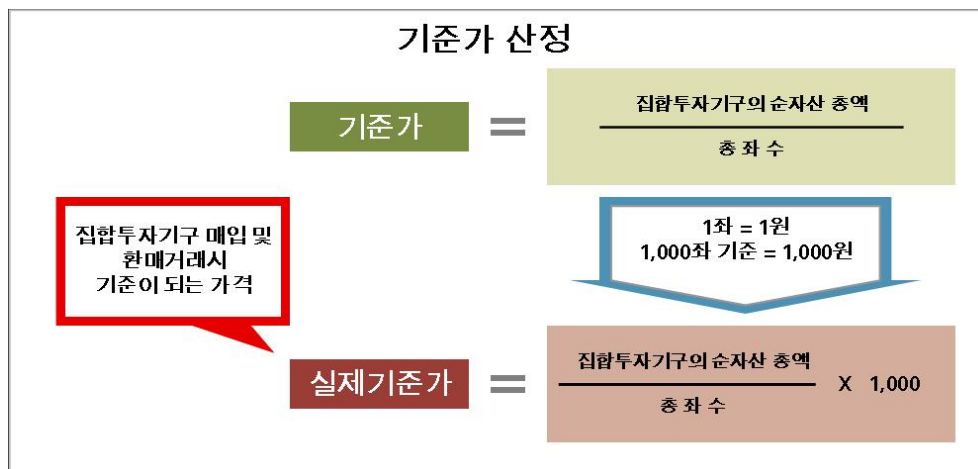 기준가 산정
기준가
=
집합투자기구의 순자산 총액
총 좌 수
집합투자기구 매입 및
환매거래시
기준이 되는 가격
1좌 = 1원
1,000좌 기준 = 1,000원
실제기준가
=
집합투자기구의 순자산 총액
총 좌 수
X 1,000